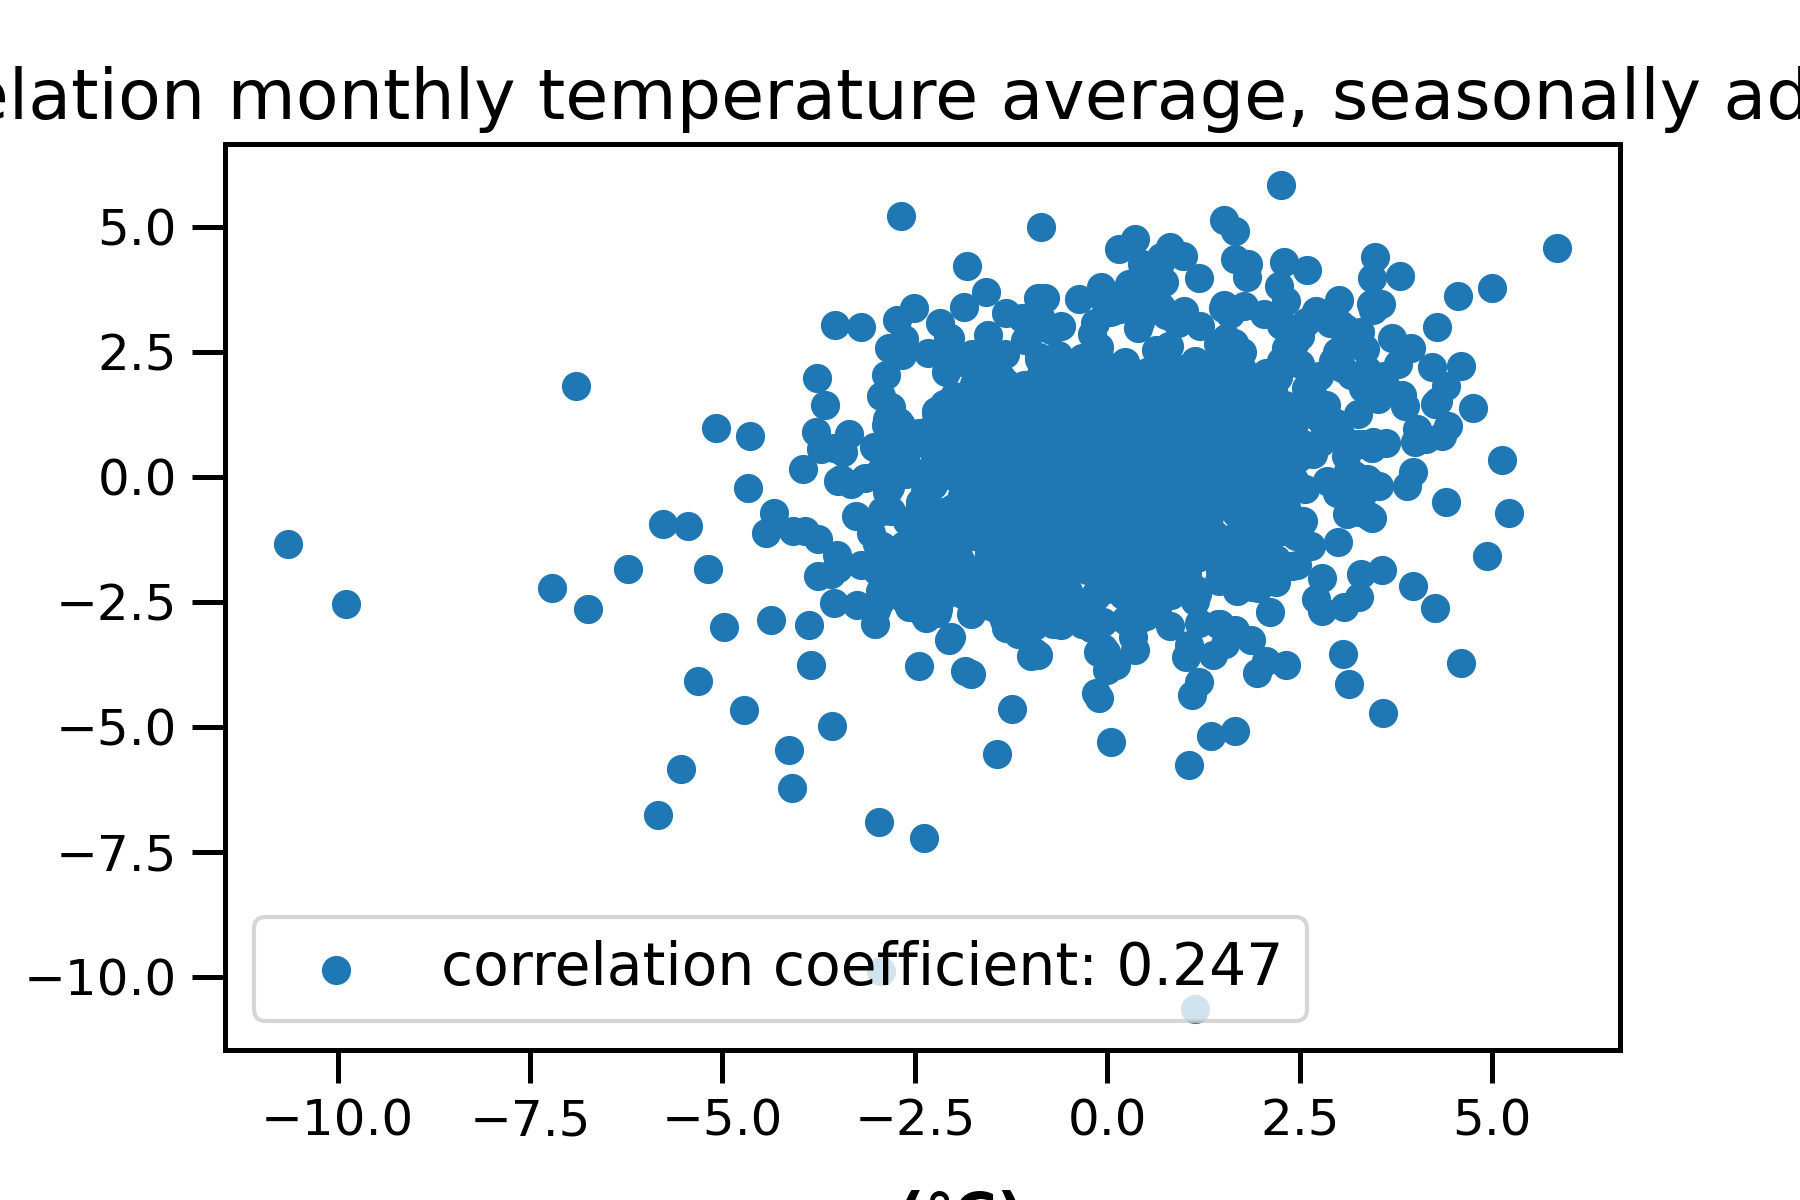 elation monthly temperature average, seasonally ad
5.0
2.5
0.0
−2.5
−5.0
−7.5
−10.0
correlation coefficient: 0.247
−10.0 −7.5 −5.0 −2.5 0.0 2.5 5.0
(°C)